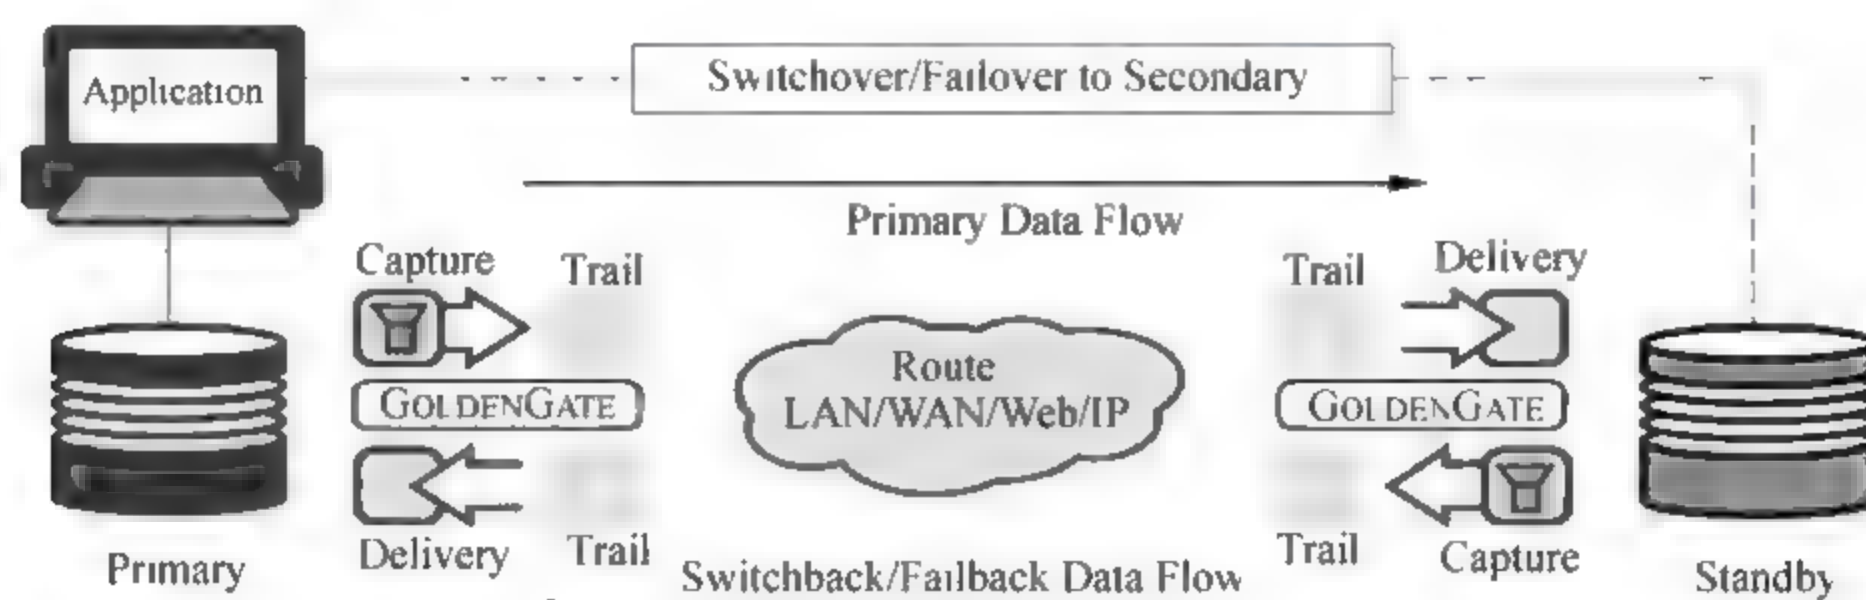 Application
Switchover/Failover to Secondary
Primary Data Flow
Capture
Trail
Trail
Delivery
Route
LAN/WAN/Web/IP
GOLDENGATE
GOLDENGATE
Delivery
Trail
Trail
Capture
Primary
Switchback/Failback Data Flow
Standby